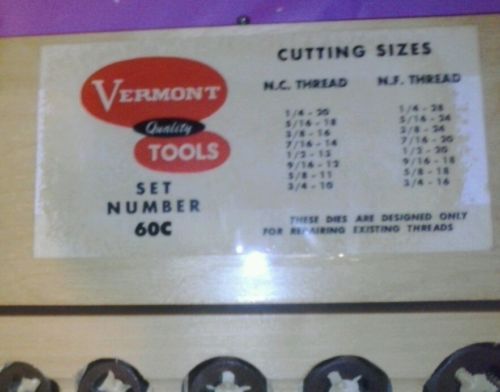 VERMONT
Quality
TOOLS
SET
NUMBER
60C
CUTTING SIZES
N.C. THREAD N.F. THREAD
1/4 - 20 1/4 - 28
5/16 - 18 5/16 - 24
3/8 - 16 3/8 - 24
7/16 - 14 7/16 - 20
1/2 - 13 1/2 - 20
9/16 - 12 9/16 - 18
5/8 - 11 5/8 - 18
3/4 - 10 3/4 - 16
THESE DIES ARE DESIGNED ONLY
FOR REPAIRING EXISTING THREADS